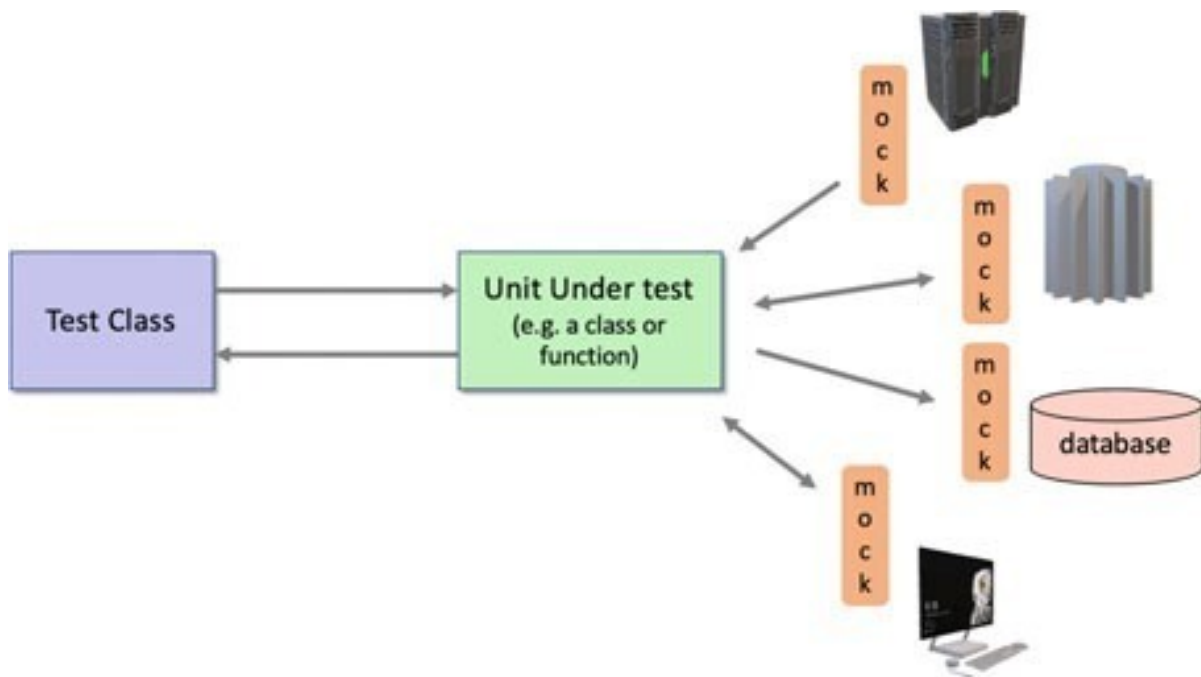 Test Class
Unit Under test
(e.g. a class or
function)
m
o
c
k
m
o
c
k
m
o
c
k
database
m
o
c
k